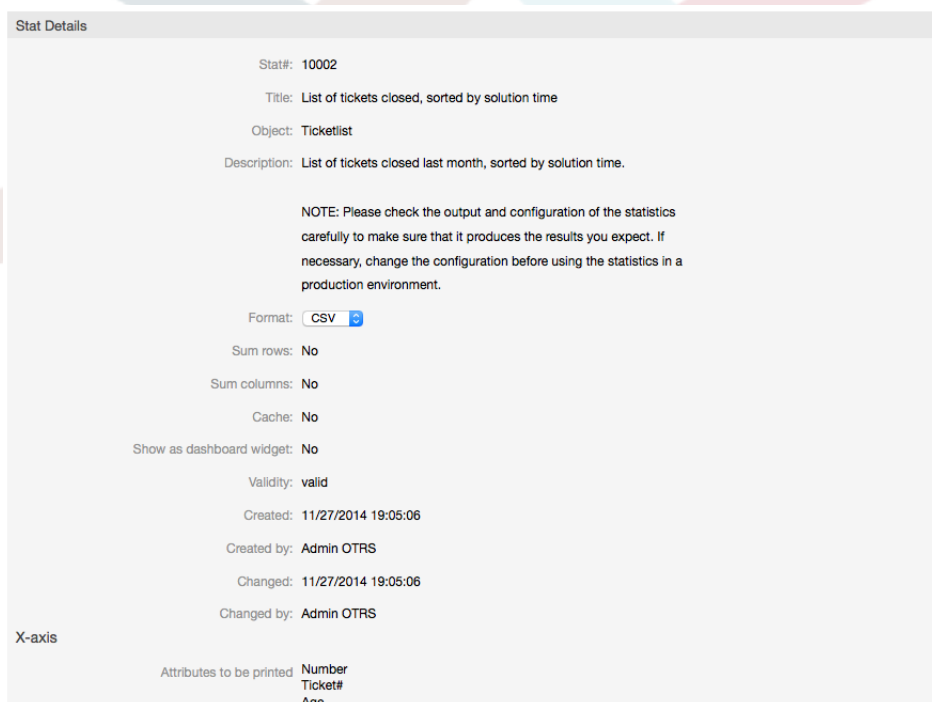 Stat Details
Stat#: 10002
Title: List of tickets closed, sorted by solution time
Object: Ticketlist
Description: List of tickets closed last month, sorted by solution time.
NOTE: Please check the output and configuration of the statistics
carefully to make sure that it produces the results you expect. If
necessary, change the configuration before using the statistics in a
production environment.
Format: CSV
Sum rows: No
Sum columns: No
Cache: No
Show as dashboard widget: No
Validity: valid
Created: 11/27/2014 19:05:06
Created by: Admin OTRS
Changed: 11/27/2014 19:05:06
Changed by: Admin OTRS
X-axis
Attributes to be printed Number
Ticket#
Age